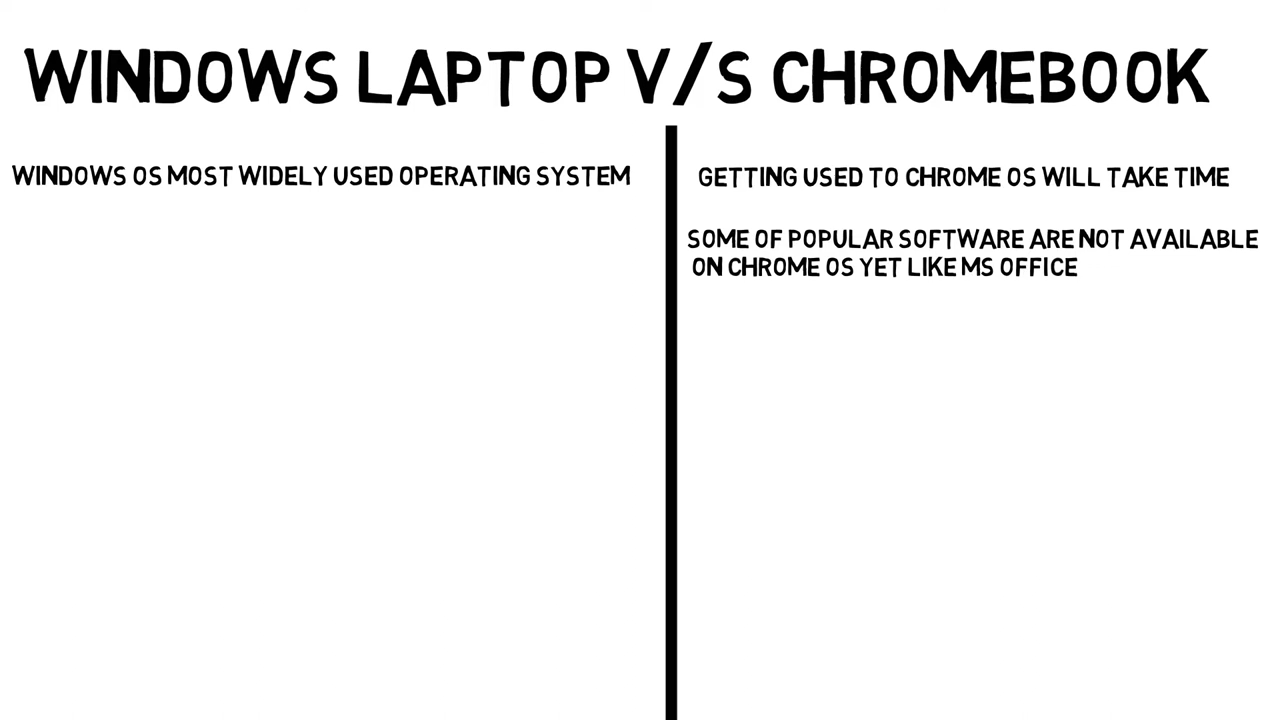 WINDOWS LAPTOP V/S CHROMEBOOK
WINDOWS OS MOST WIDELY USED OPERATING SYSTEM
GETTING USED TO CHROME OS WILL TAKE TIME
SOME OF POPULAR SOFTWARE ARE NOT AVAILABLE
ON CHROME OS YET LIKE MS OFFICE